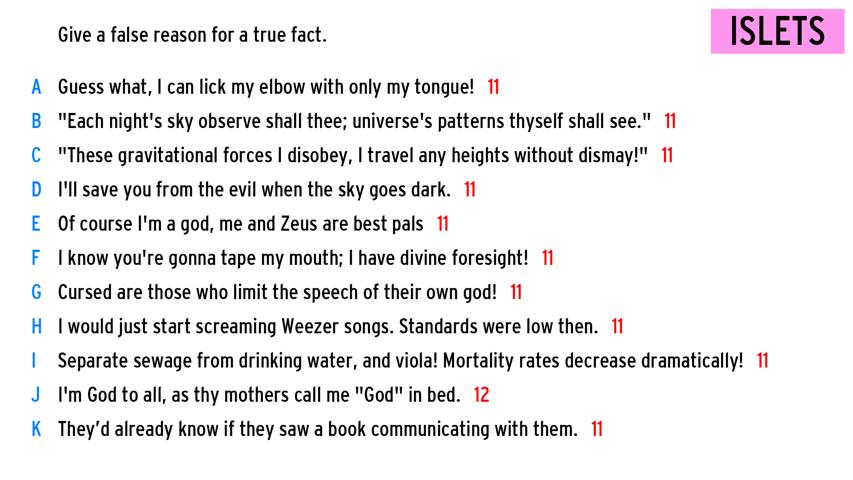 Give a false reason for a true fact.
ISLETS
A Guess what, I can lick my elbow with only my tongue! 11
B "Each night's sky observe shall thee; universe's patterns thyself shall see." 11
C "These gravitational forces I disobey, I travel any heights without dismay!" 11
D I'll save you from the evil when the sky goes dark. 11
E Of course I'm a god, me and Zeus are best pals 11
F I know you're gonna tape my mouth; I have divine foresight! 11
G Cursed are those who limit the speech of their own god! 11
H I would just start screaming Weezer songs. Standards were low then. 11
I Separate sewage from drinking water, and viola! Mortality rates decrease dramatically! 11
J I'm God to all, as thy mothers call me "God" in bed. 12
K They’d already know if they saw a book communicating with them. 11